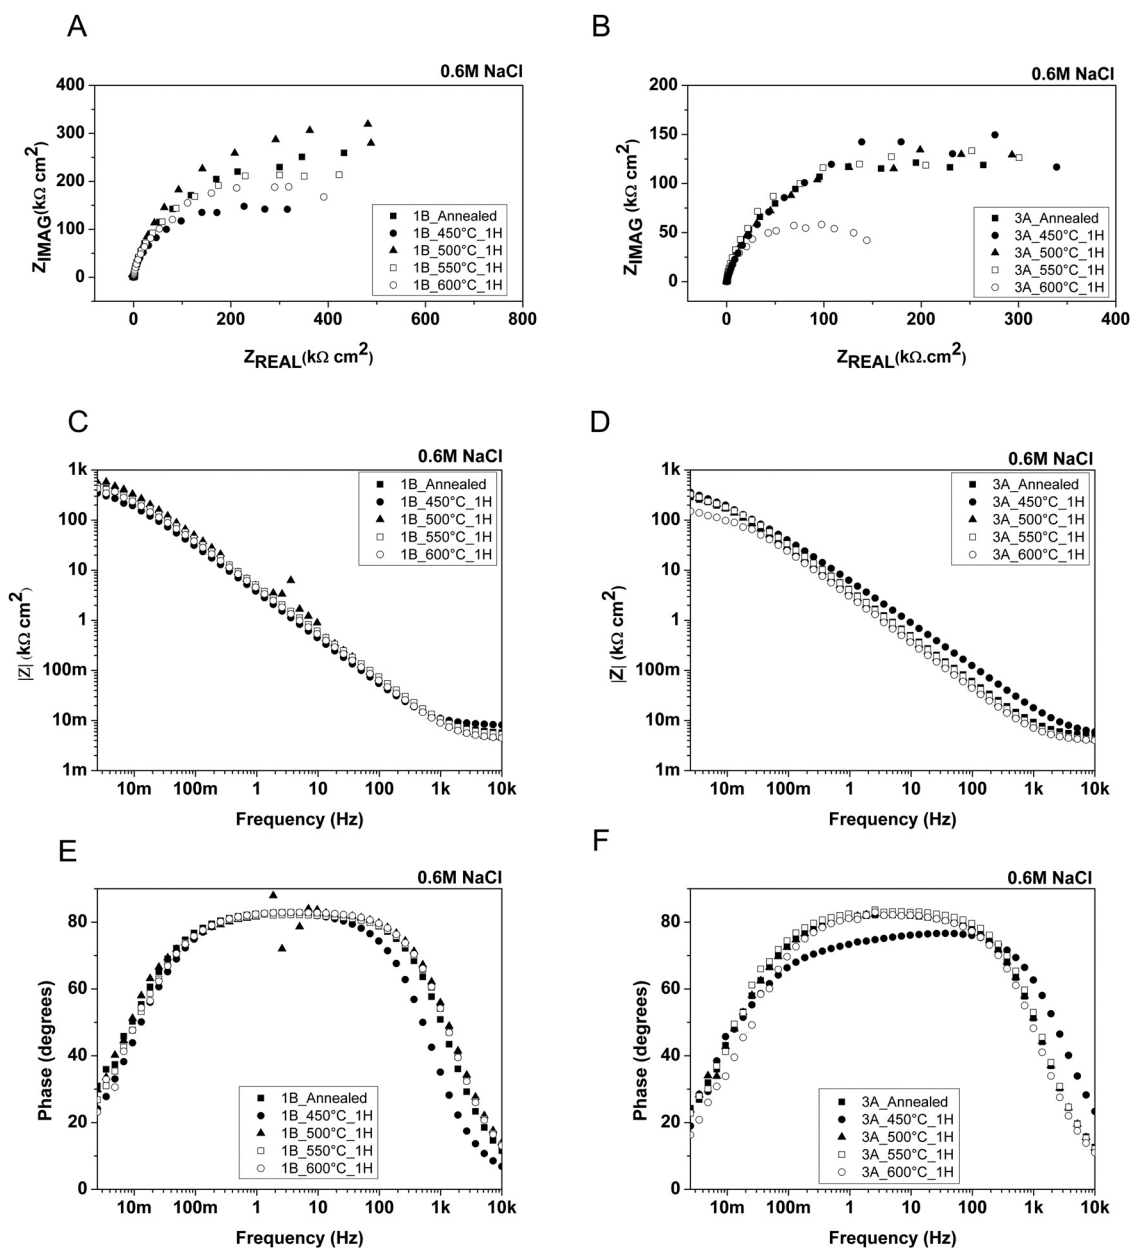 A
0.6M NaCl
400
300
200
100
0
Z_IMAG(kΩ cm²)
1B_Annealed
1B_450°C_1H
1B_500°C_1H
1B_550°C_1H
1B_600°C_1H
0 200 400 600 800
Z_REAL(kΩ cm²)
B
0.6M NaCl
200
150
100
50
0
Z_IMAG (kΩ cm²)
3A_Annealed
3A_450°C_1H
3A_500°C_1H
3A_550°C_1H
3A_600°C_1H
0 100 200 300 400
Z_REAL(kΩ.cm²)
C
0.6M NaCl
1k
100
10
1
100m
10m
1m
|Z| (kΩ cm²)
1B_Annealed
1B_450°C_1H
1B_500°C_1H
1B_550°C_1H
1B_600°C_1H
10m 100m 1 10 100 1k 10k
Frequency (Hz)
D
0.6M NaCl
1k
100
10
1
100m
10m
1m
|Z| (kΩ cm²)
3A_Annealed
3A_450°C_1H
3A_500°C_1H
3A_550°C_1H
3A_600°C_1H
10m 100m 1 10 100 1k 10k
Frequency (Hz)
E
0.6M NaCl
80
60
40
20
0
Phase (degrees)
1B_Annealed
1B_450°C_1H
1B_500°C_1H
1B_550°C_1H
1B_600°C_1H
10m 100m 1 10 100 1k 10k
Frequency (Hz)
F
0.6M NaCl
80
60
40
20
0
Phase (degrees)
3A_Annealed
3A_450°C_1H
3A_500°C_1H
3A_550°C_1H
3A_600°C_1H
10m 100m 1 10 100 1k 10k
Frequency (Hz)